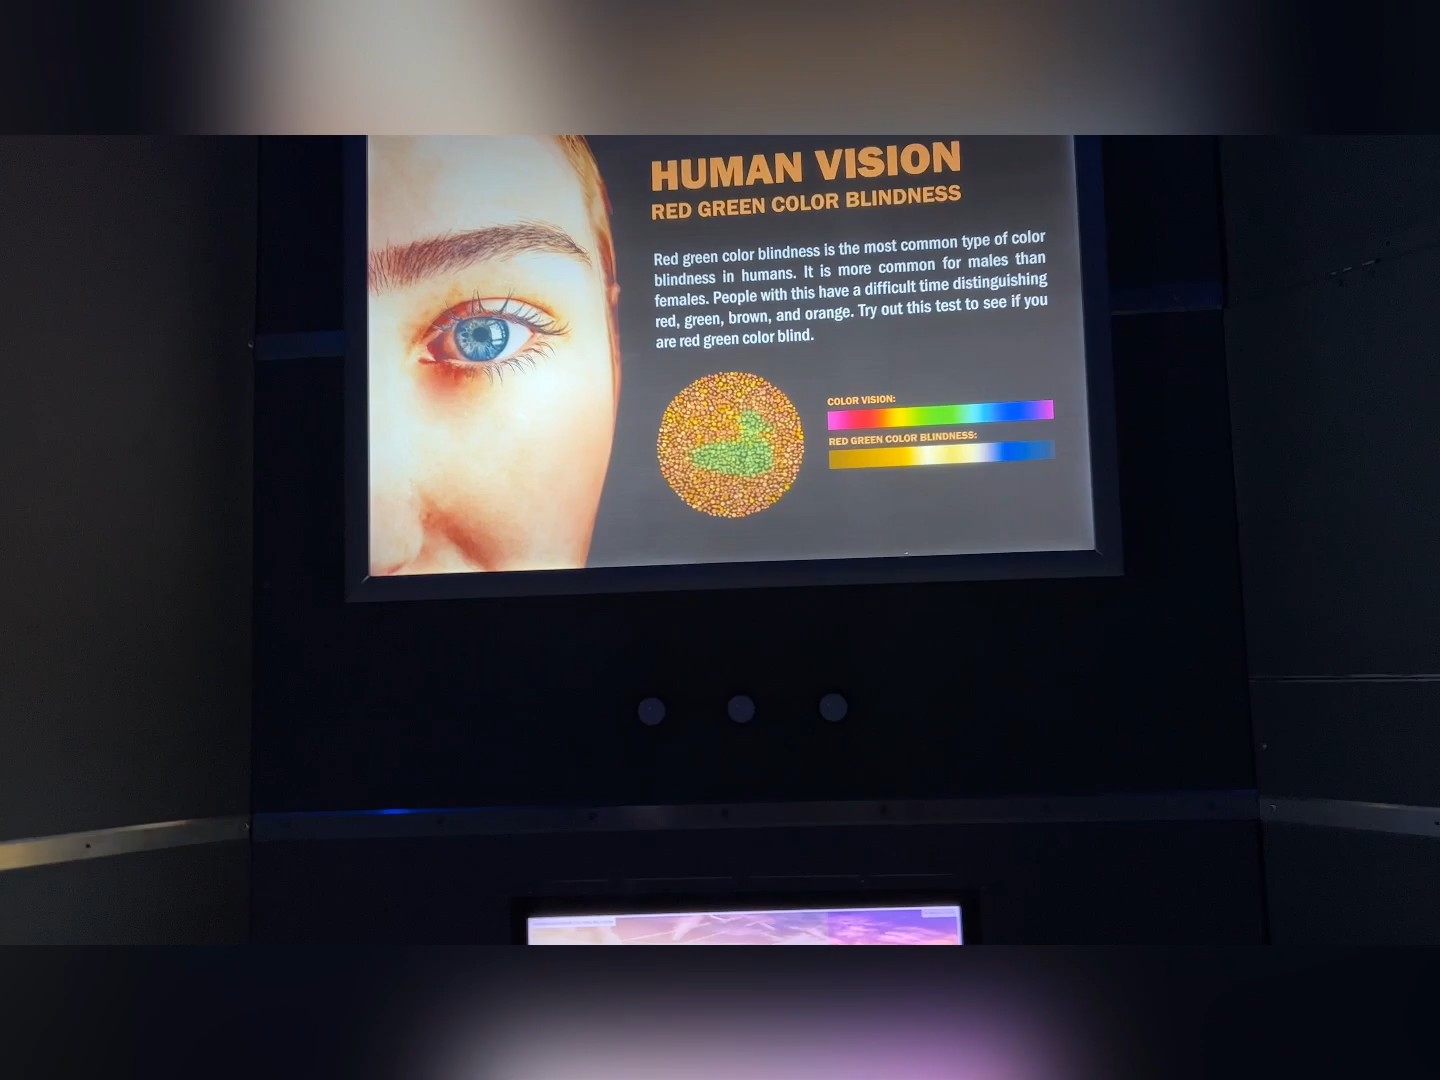 HUMAN VISION
RED GREEN COLOR BLINDNESS
Red green color blindness is the most common type of color
blindness in humans. It is more common for males than
females. People with this have a difficult time distinguishing
red, green, brown, and orange. Try out this test to see if you
are red green color blind.
COLOR VISION:
RED GREEN COLOR BLINDNESS: